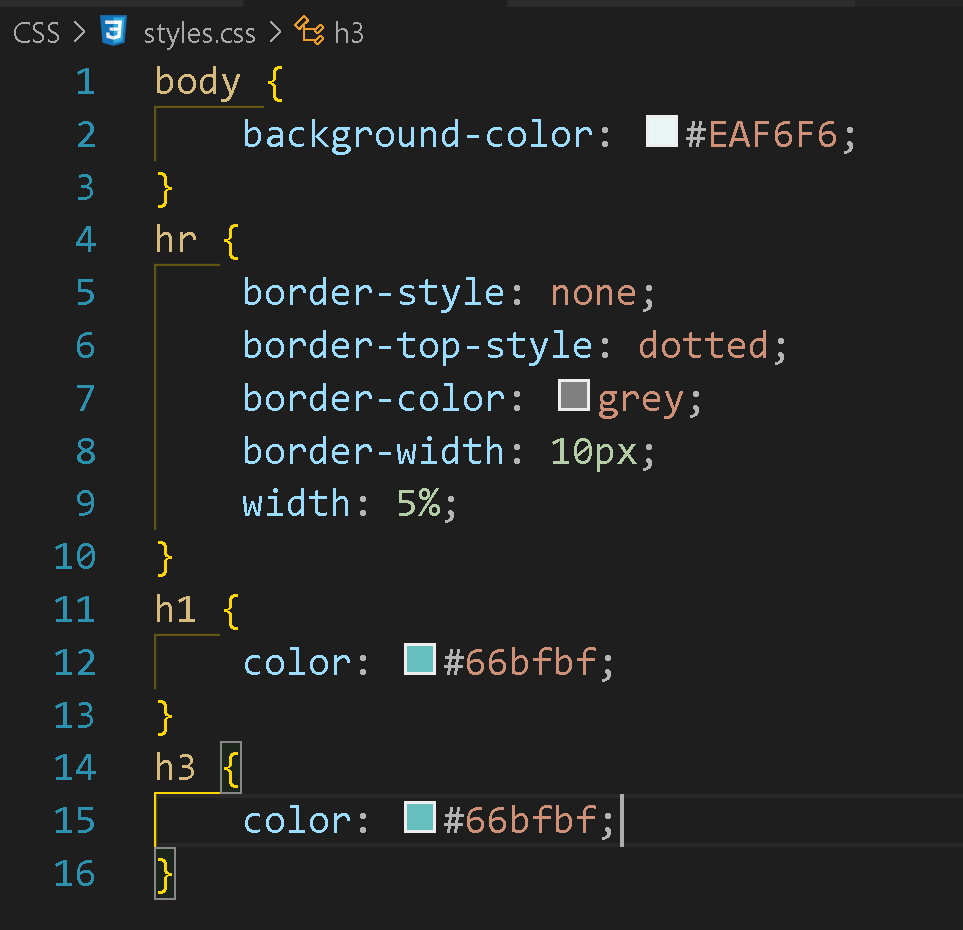 CSS > styles.css > h3
1 body {
2     background-color: #EAF6F6;
3 }
4 hr {
5     border-style: none;
6     border-top-style: dotted;
7     border-color: grey;
8     border-width: 10px;
9     width: 5%;
10 }
11 h1 {
12     color: #66bfbf;
13 }
14 h3 {
15     color: #66bfbf;
16 }